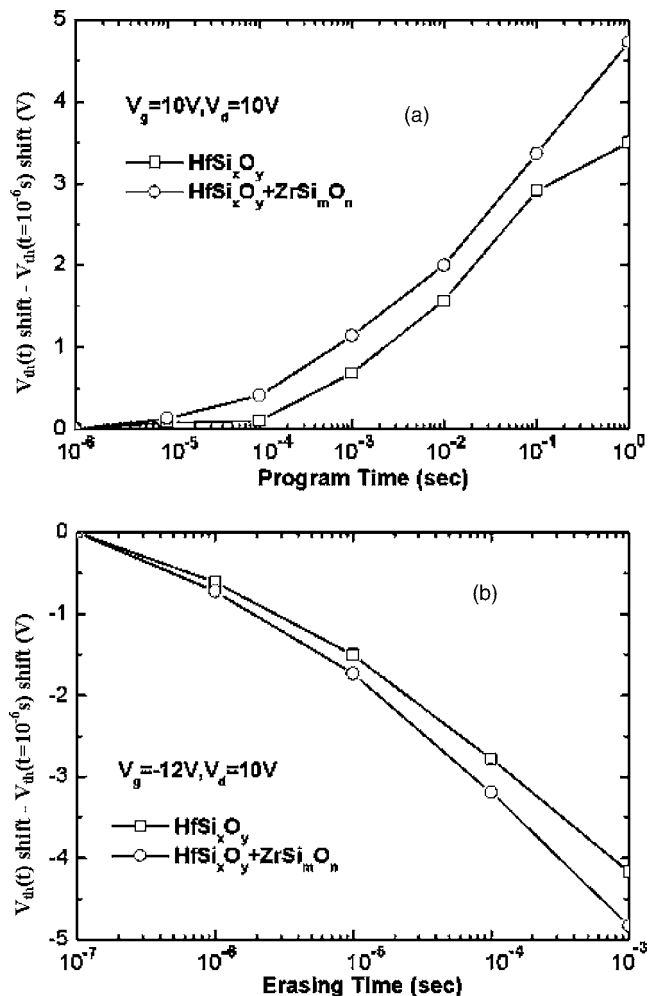 V_th(t) shift - V_th(t=10^-6s) shift (V)
5
4
3
2
1
0
V_g=10V,V_d=10V
(a)
HfSi_xO_y
HfSi_xO_y+ZrSi_mO_n
10^-6 10^-5 10^-4 10^-3 10^-2 10^-1 10^0
Program Time (sec)
V_th(t) shift - V_th(t=10^-6s) shift (V)
0
-1
-2
-3
-4
-5
(b)
V_g=-12V,V_d=10V
HfSi_xO_y
HfSi_xO_y+ZrSi_mO_n
10^-7 10^-6 10^-5 10^-4 10^-3
Erasing Time (sec)